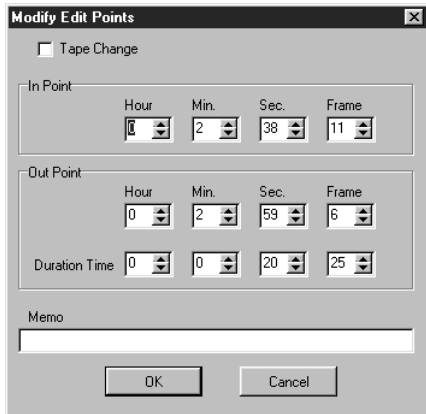 Modify Edit Points
Tape Change
In Point
Hour Min. Sec. Frame
0 2 38 11
Out Point
Hour Min. Sec. Frame
0 2 59 6
Duration Time 0 0 20 25
Memo
OK Cancel